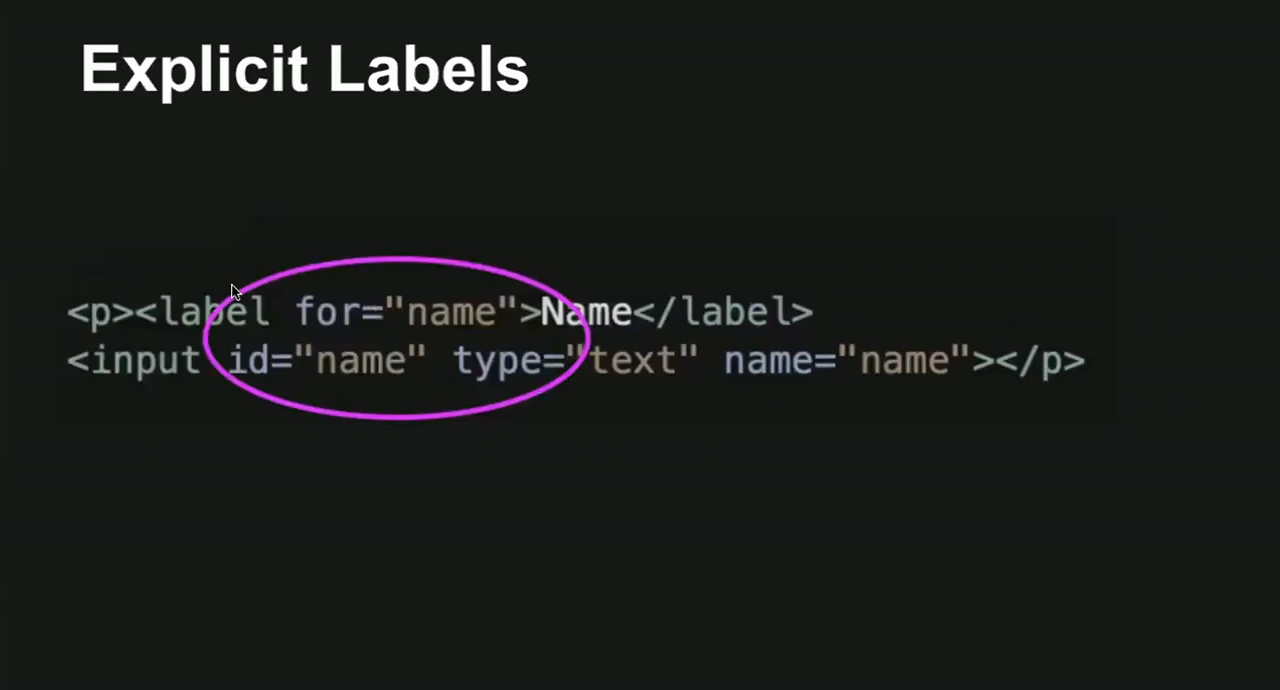 Explicit Labels
<p><label for="name">Name</label>
<input id="name" type="text" name="name"></p>